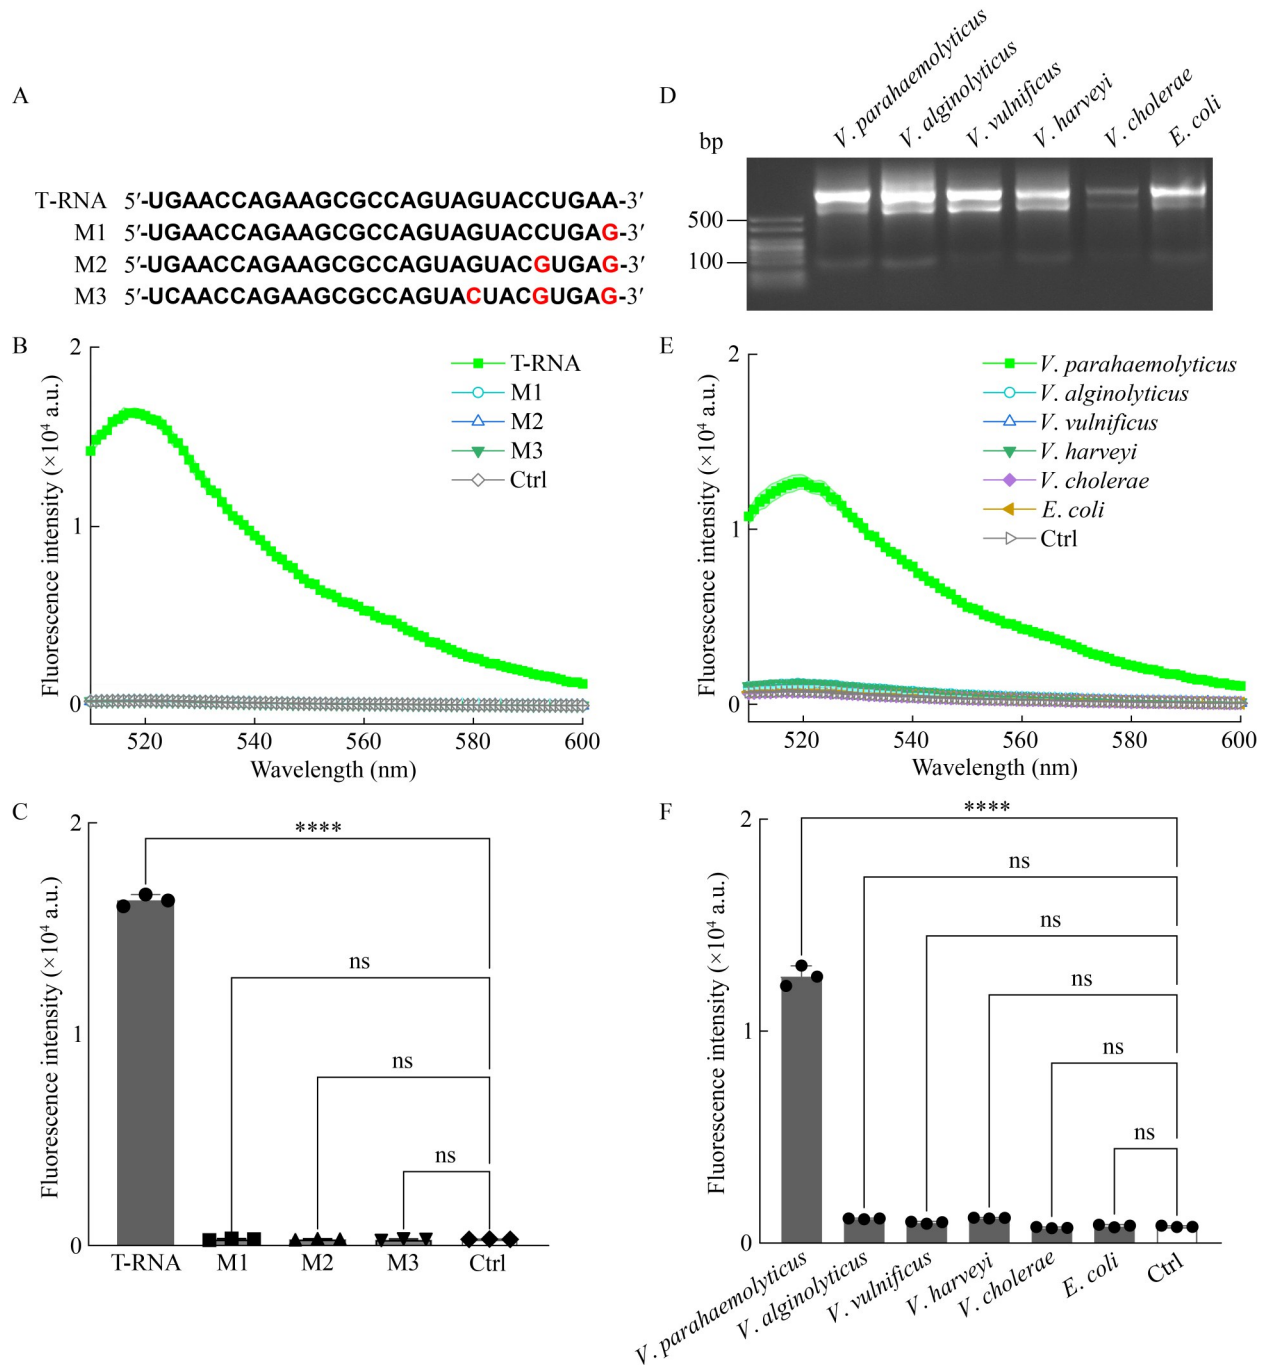 A
T-RNA 5′-UGAACCAGAAGCGCCAGUAGUACCUGAA-3′
M1 5′-UGAACCAGAAGCGCCAGUAGUACCUGAG-3′
M2 5′-UGAACCAGAAGCGCCAGUAGUACGUGAG-3′
M3 5′-UCAACCAGAAGCGCCAGUACUACGUGAG-3′
D
V. parahaemolyticus
V. alginolyticus
V. vulnificus
V. harveyi
V. cholerae
E. coli
bp
500
100
B
Fluorescence intensity (×10⁴ a.u.)
2
1
0
T-RNA
M1
M2
M3
Ctrl
520 540 560 580 600
Wavelength (nm)
E
Fluorescence intensity (×10⁴ a.u.)
2
1
0
V. parahaemolyticus
V. alginolyticus
V. vulnificus
V. harveyi
V. cholerae
E. coli
Ctrl
520 540 560 580 600
Wavelength (nm)
C
Fluorescence intensity (×10⁴ a.u.)
2
1
0
****
ns
ns
ns
T-RNA M1 M2 M3 Ctrl
F
Fluorescence intensity (×10⁴ a.u.)
2
1
0
****
ns
ns
ns
ns
ns
V. parahaemolyticus
V. alginolyticus
V. vulnificus
V. harveyi
V. cholerae
E. coli
Ctrl